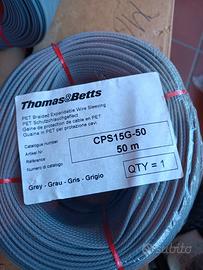 Thomas&Betts
PET Braided Expandable Wire Sleeving
PET Schutzschlauchgeflecht
Gaine de protection de cable en PET
Guaina in PET per protezione cavi
Catalogue number
Artikel Nr
Référence
Numero di catalogo
CPS15G-50
50 m
QTY = 1
Grey - Grau - Gris - Grigio
subito